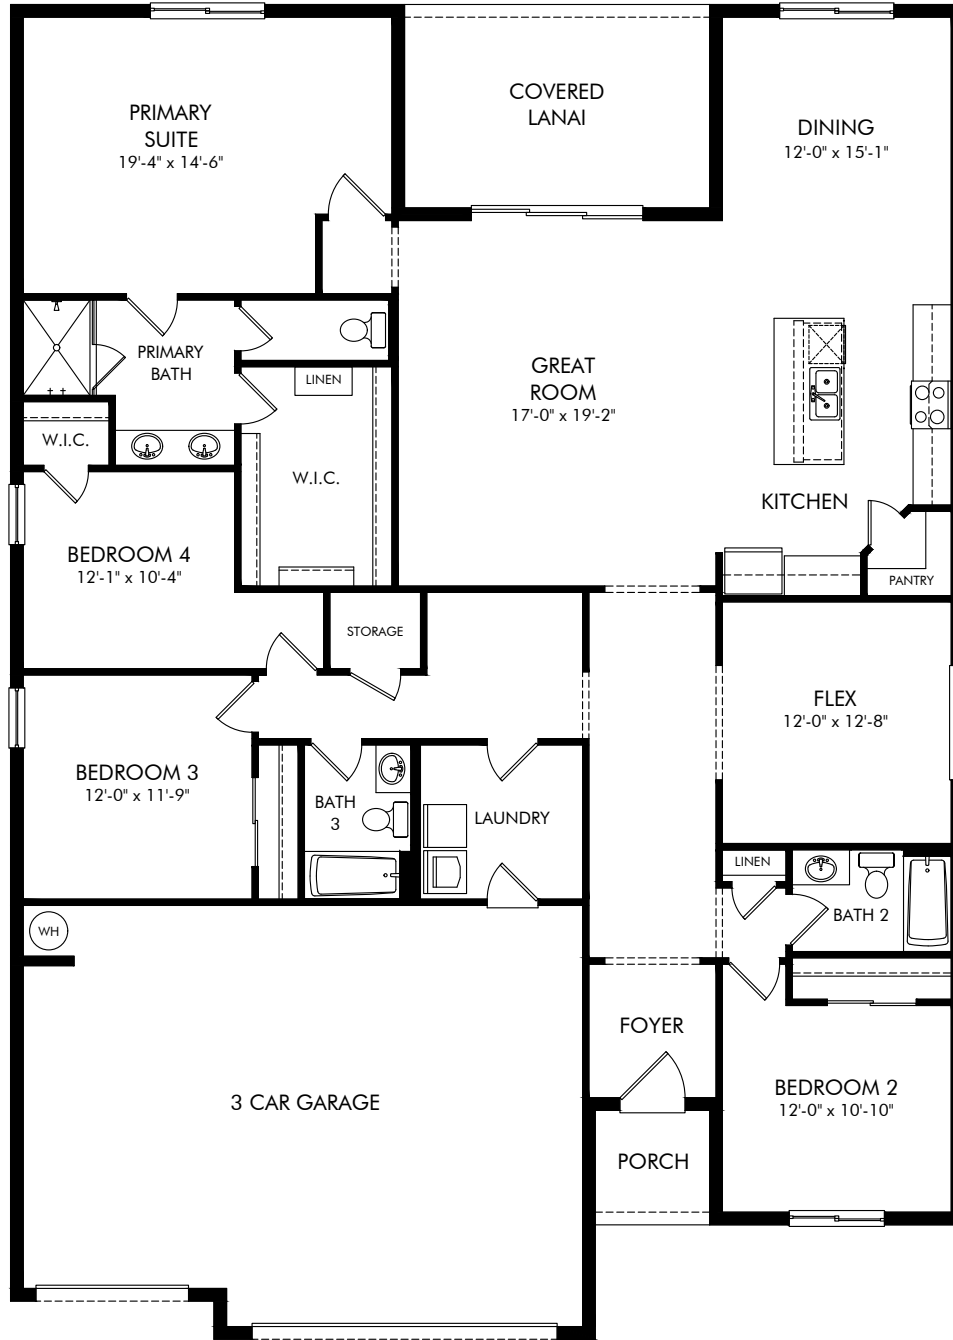 PRIMARY
SUITE
19'-4" x 14'-6"
COVERED
LANAI
DINING
12'-0" x 15'-1"
PRIMARY
BATH
LINEN
W.I.C.
W.I.C.
GREAT
ROOM
17'-0" x 19'-2"
KITCHEN
PANTRY
BEDROOM 4
12'-1" x 10'-4"
STORAGE
FLEX
12'-0" x 12'-8"
BEDROOM 3
12'-0" x 11'-9"
BATH
3
LAUNDRY
LINEN
BATH 2
WH
FOYER
3 CAR GARAGE
BEDROOM 2
12'-0" x 10'-10"
PORCH